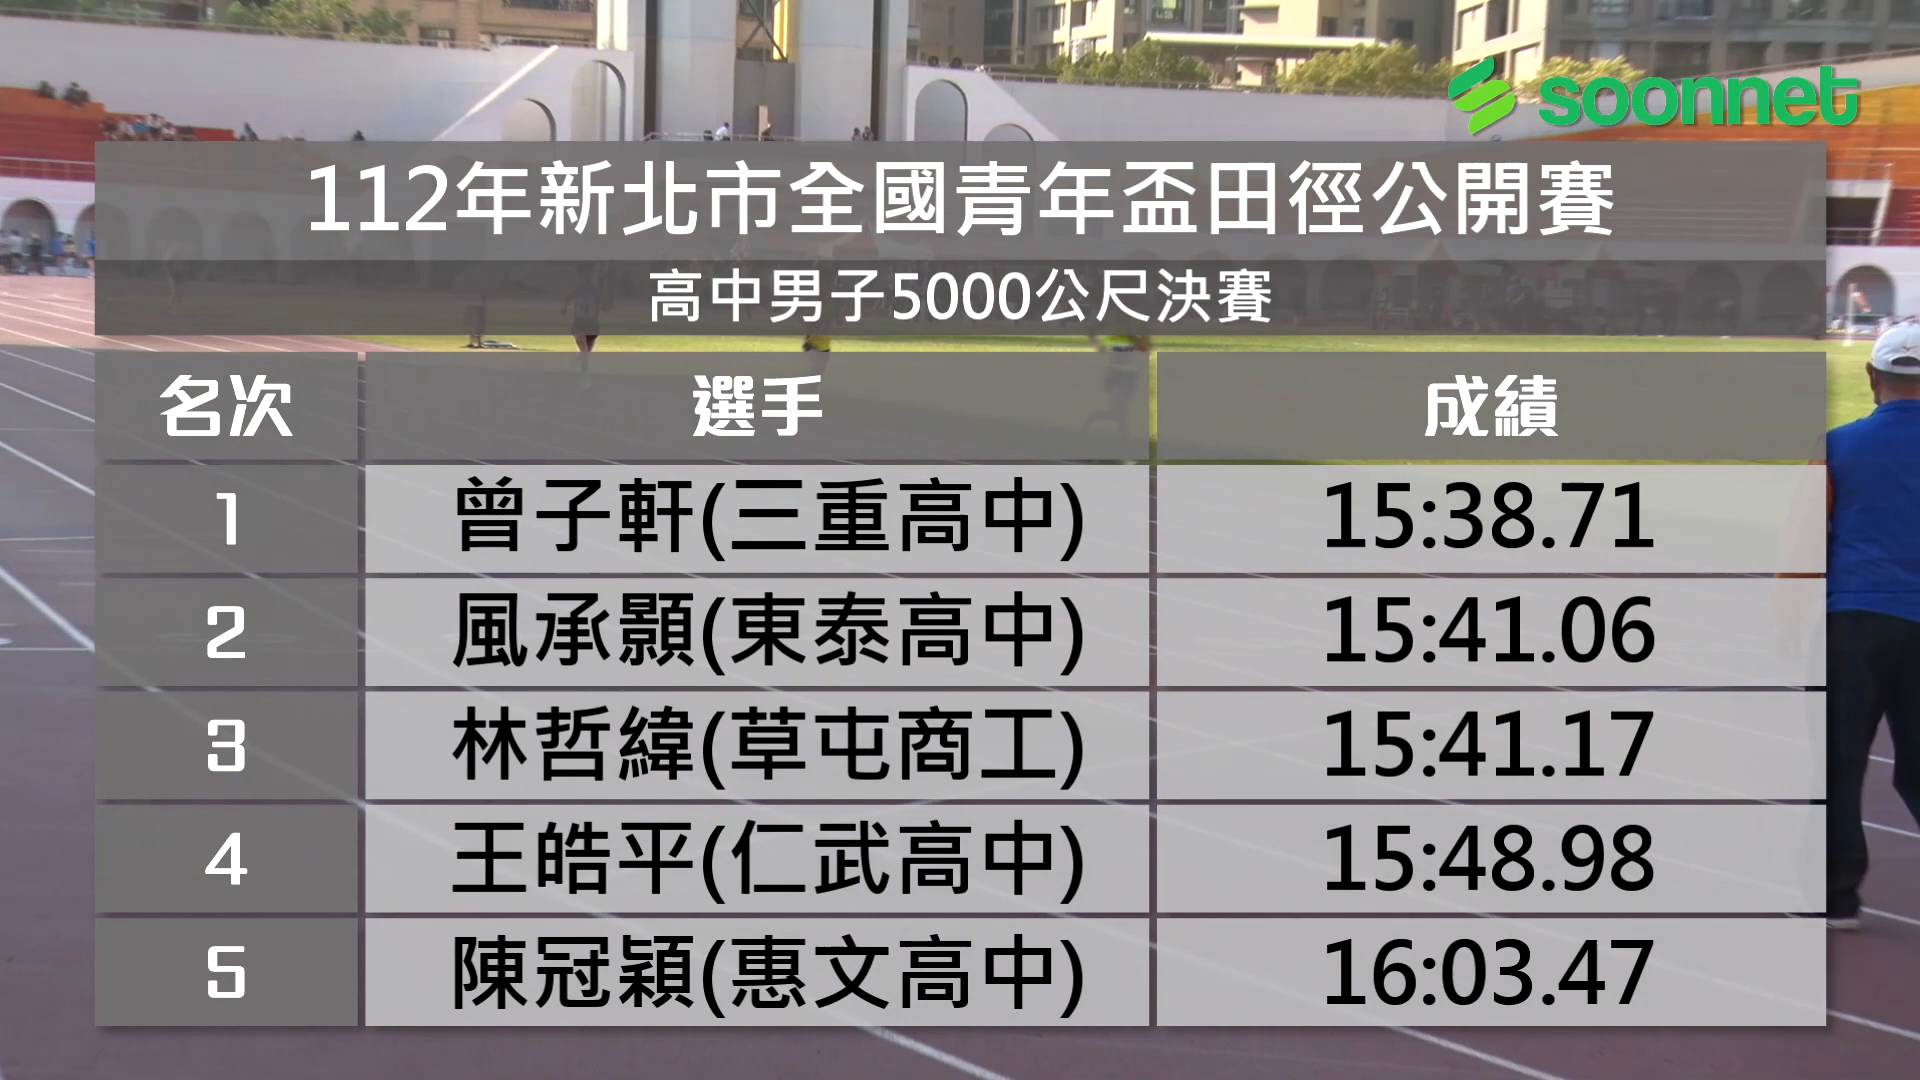 soonnet
112年新北市全國青年盃田徑公開賽
高中男子5000公尺決賽
名次 選手 成績
1 曾子軒(三重高中) 15:38.71
2 風承顥(東泰高中) 15:41.06
3 林哲緯(草屯商工) 15:41.17
4 王皓平(仁武高中) 15:48.98
5 陳冠穎(惠文高中) 16:03.47